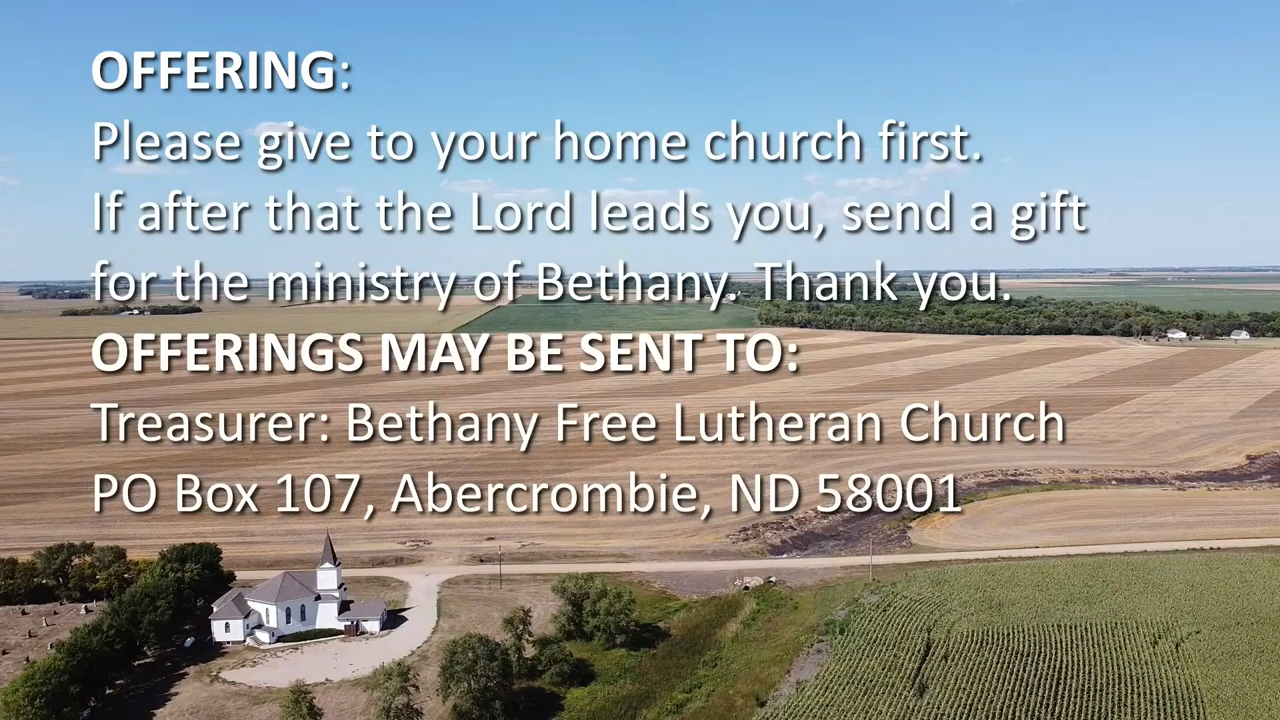 OFFERING:
Please give to your home church first.
If after that the Lord leads you, send a gift
for the ministry of Bethany. Thank you.
OFFERINGS MAY BE SENT TO:
Treasurer: Bethany Free Lutheran Church
PO Box 107, Abercrombie, ND 58001